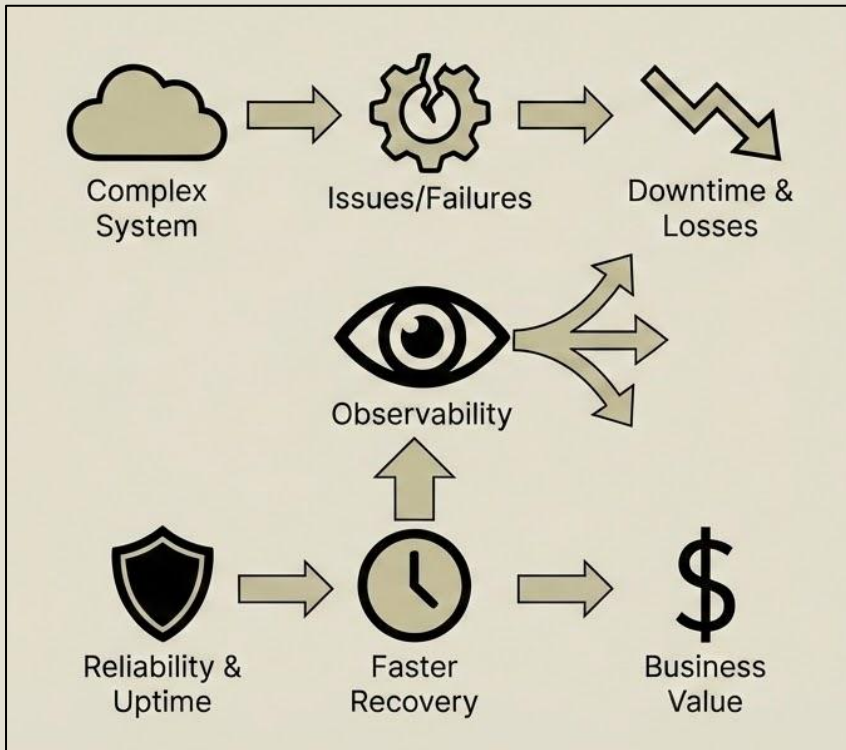 Complex
System
Issues/Failures
Downtime &
Losses
Observability
Reliability &
Uptime
Faster
Recovery
$
Business
Value